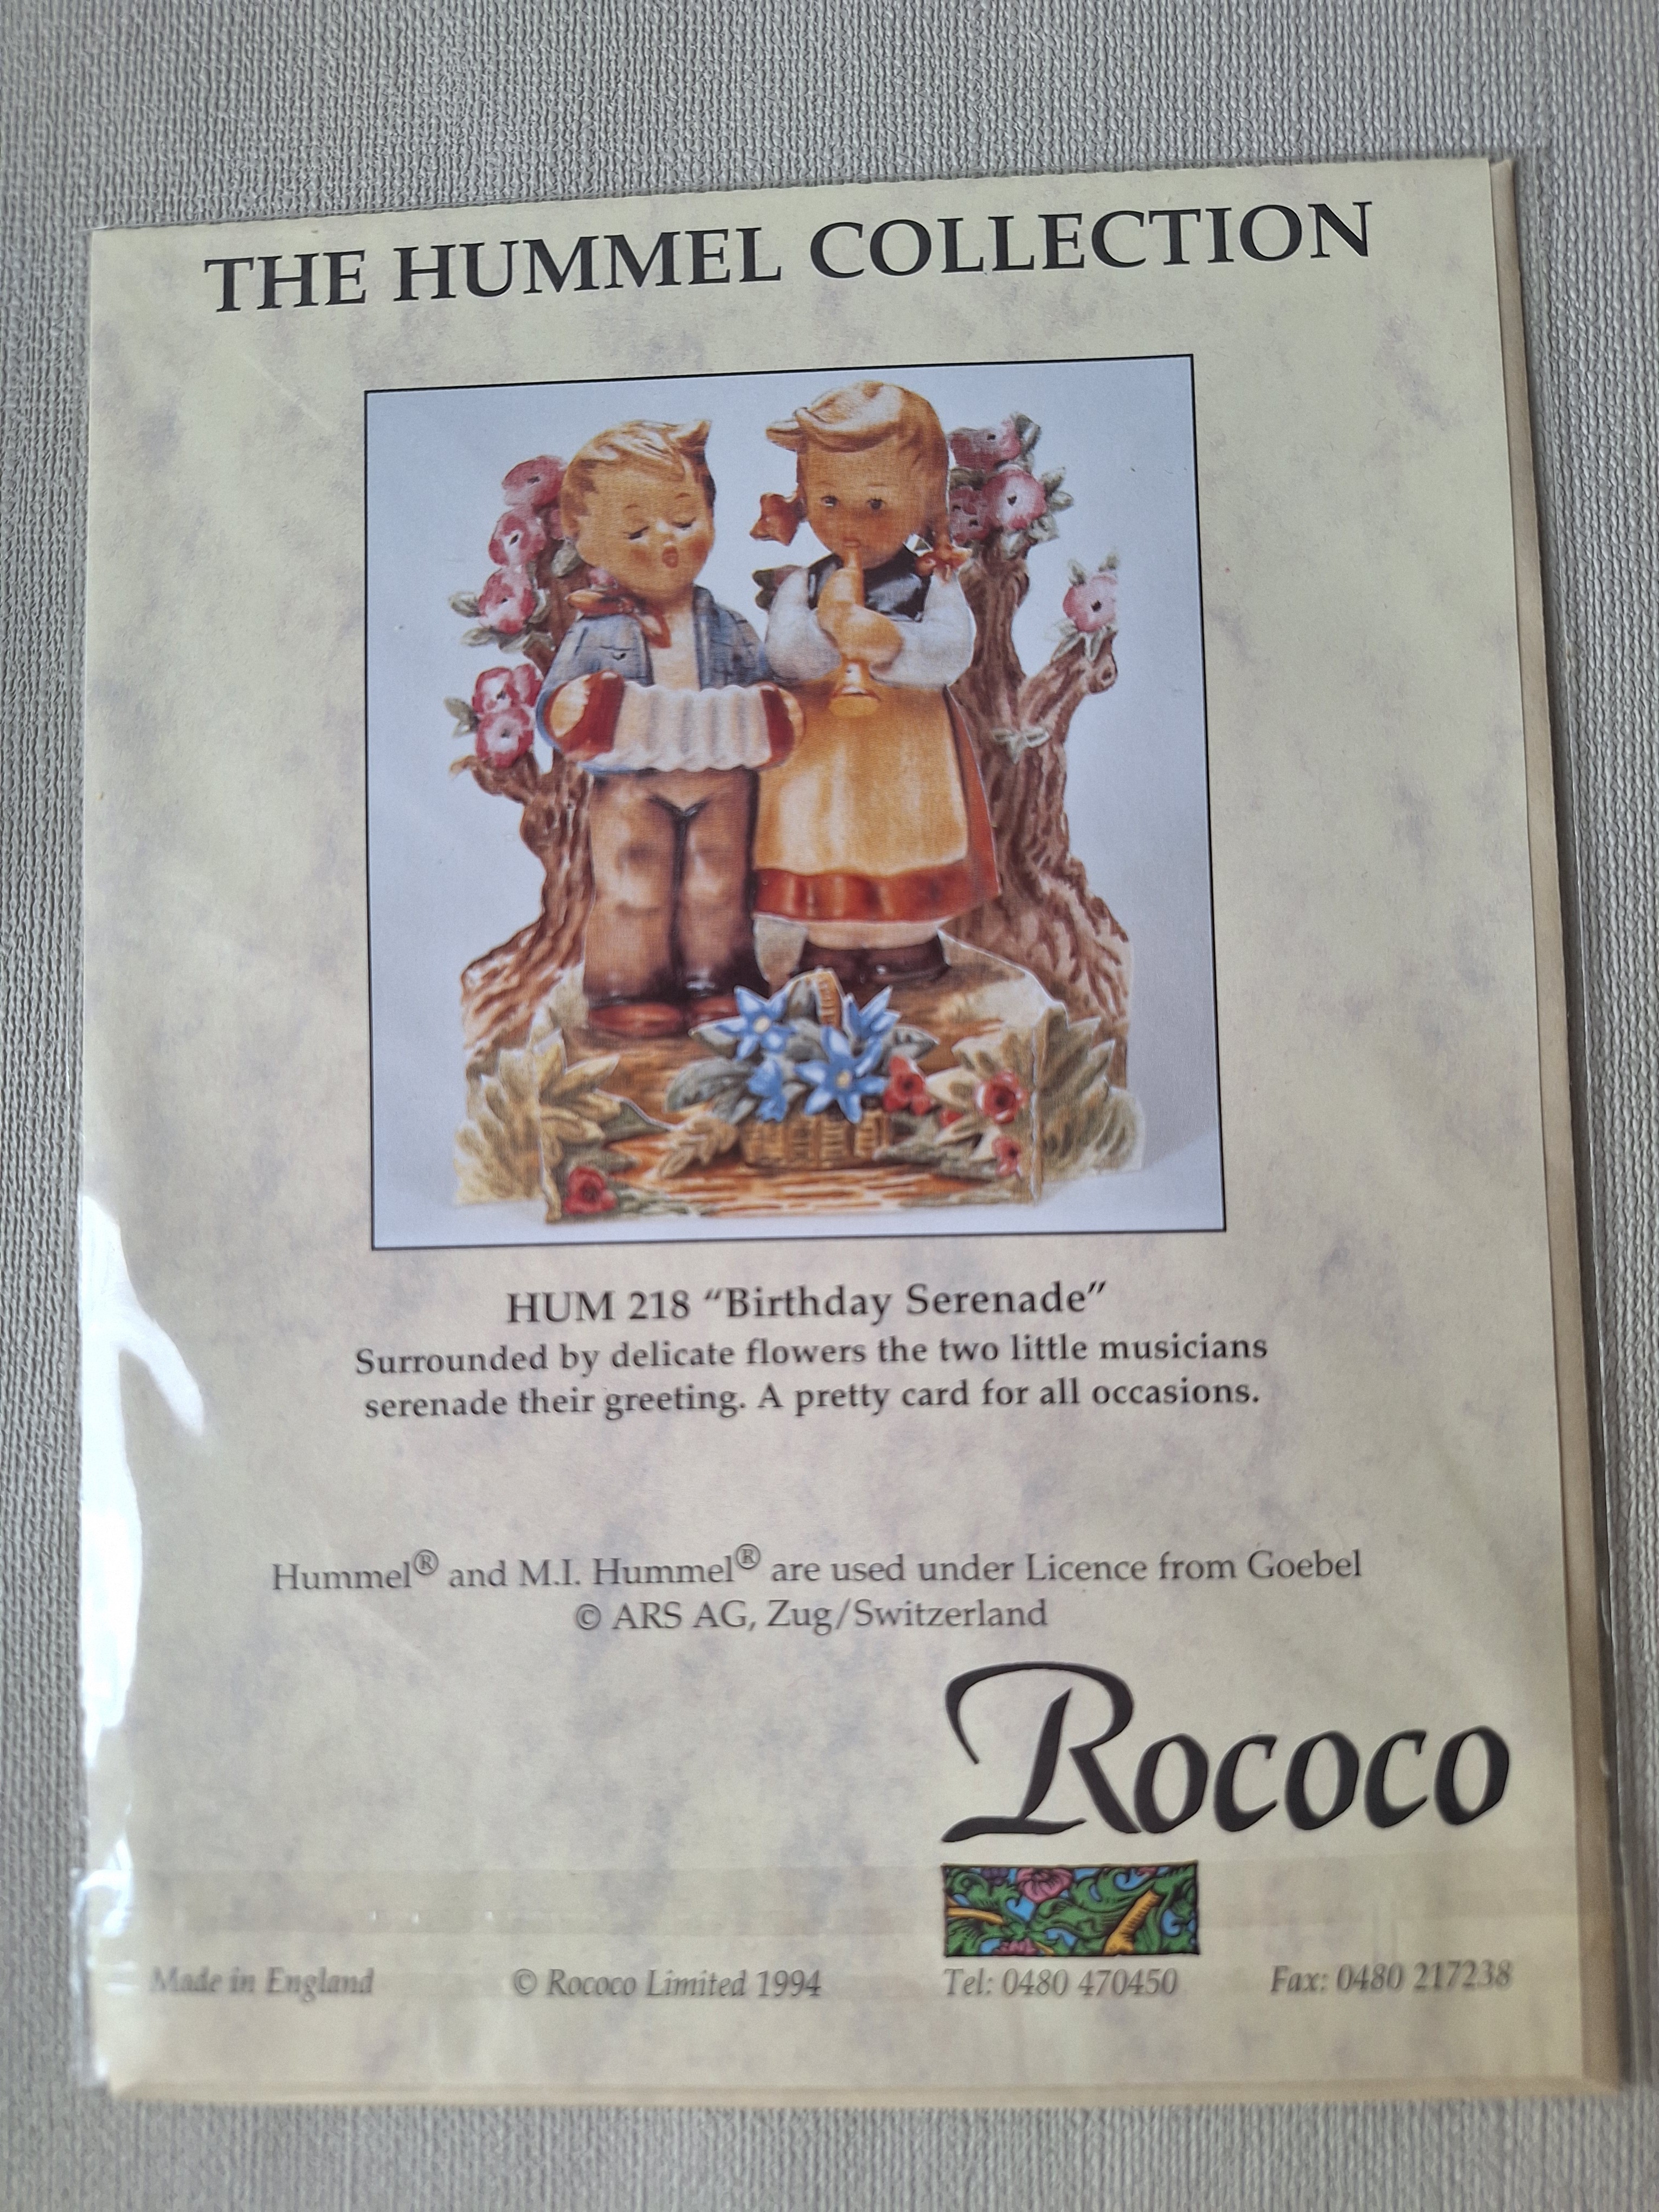 THE HUMMEL COLLECTION
HUM 218 “Birthday Serenade”
Surrounded by delicate flowers the two little musicians
serenade their greeting. A pretty card for all occasions.
Hummel® and M.I. Hummel® are used under Licence from Goebel
© ARS AG, Zug/Switzerland
Rococo
Made in England © Rococo Limited 1994 Tel: 0480 470450 Fax: 0480 217238